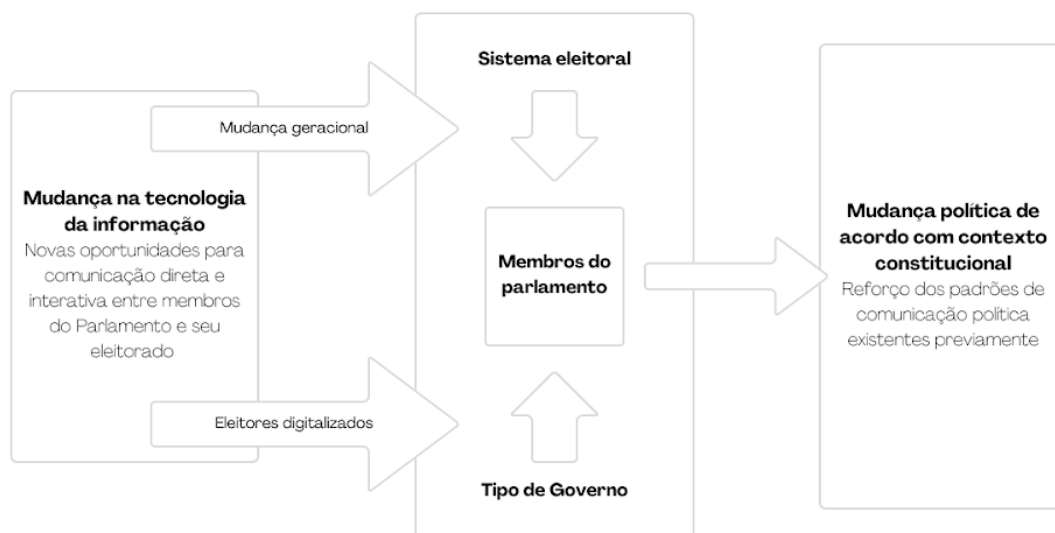 Mudança na tecnologia
da informação
Novas oportunidades para
comunicação direta e
interativa entre membros
do Parlamento e seu
eleitorado
Mudança geracional
Eleitores digitalizados
Sistema eleitoral
Membros do
parlamento
Tipo de Governo
Mudança política de
acordo com contexto
constitucional
Reforço dos padrões de
comunicação política
existentes previamente